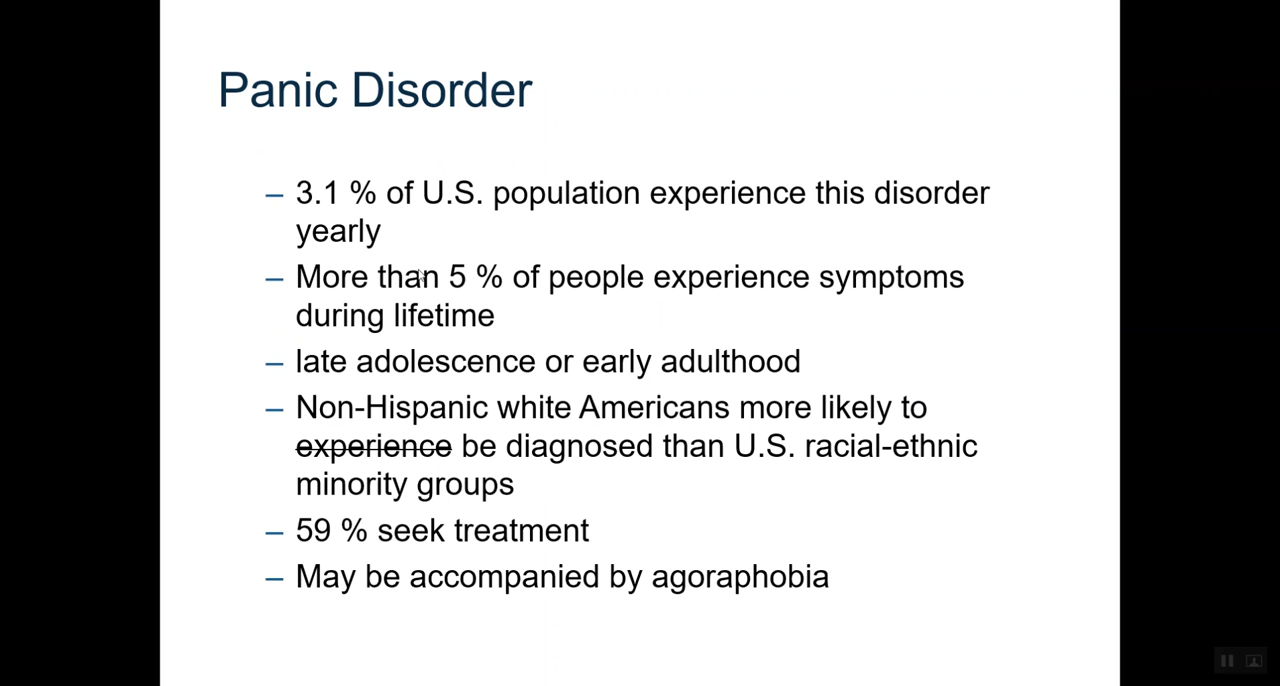 Panic Disorder
– 3.1 % of U.S. population experience this disorder
yearly
– More than 5 % of people experience symptoms
during lifetime
– late adolescence or early adulthood
– Non-Hispanic white Americans more likely to
experience be diagnosed than U.S. racial-ethnic
minority groups
– 59 % seek treatment
– May be accompanied by agoraphobia